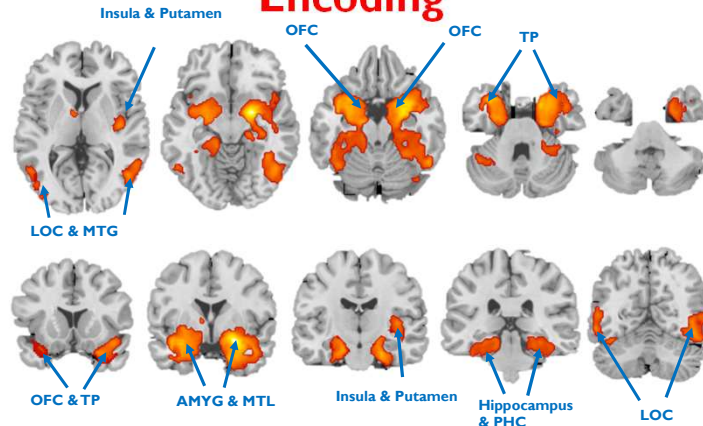 Encoding
Insula & Putamen
OFC
OFC
TP
LOC & MTG
OFC & TP
AMYG & MTL
Insula & Putamen
Hippocampus
& PHC
LOC